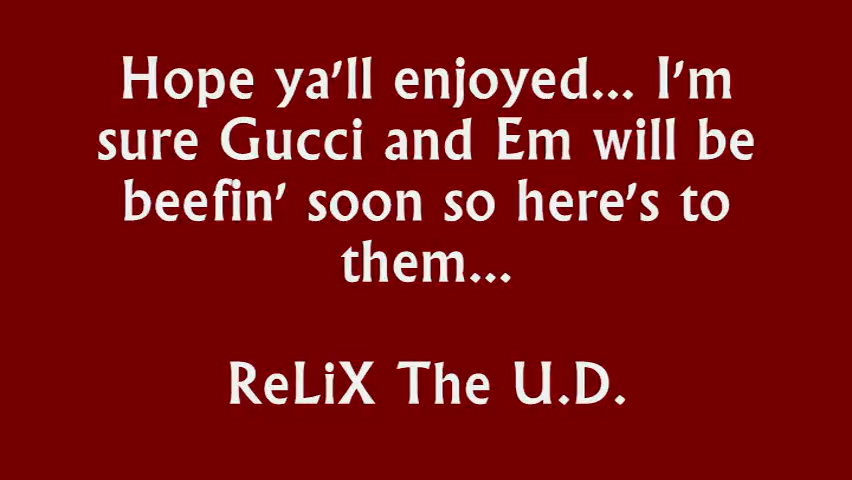 Hope ya'll enjoyed... I'm
sure Gucci and Em will be
beefin' soon so here's to
them...
ReLiX The U.D.